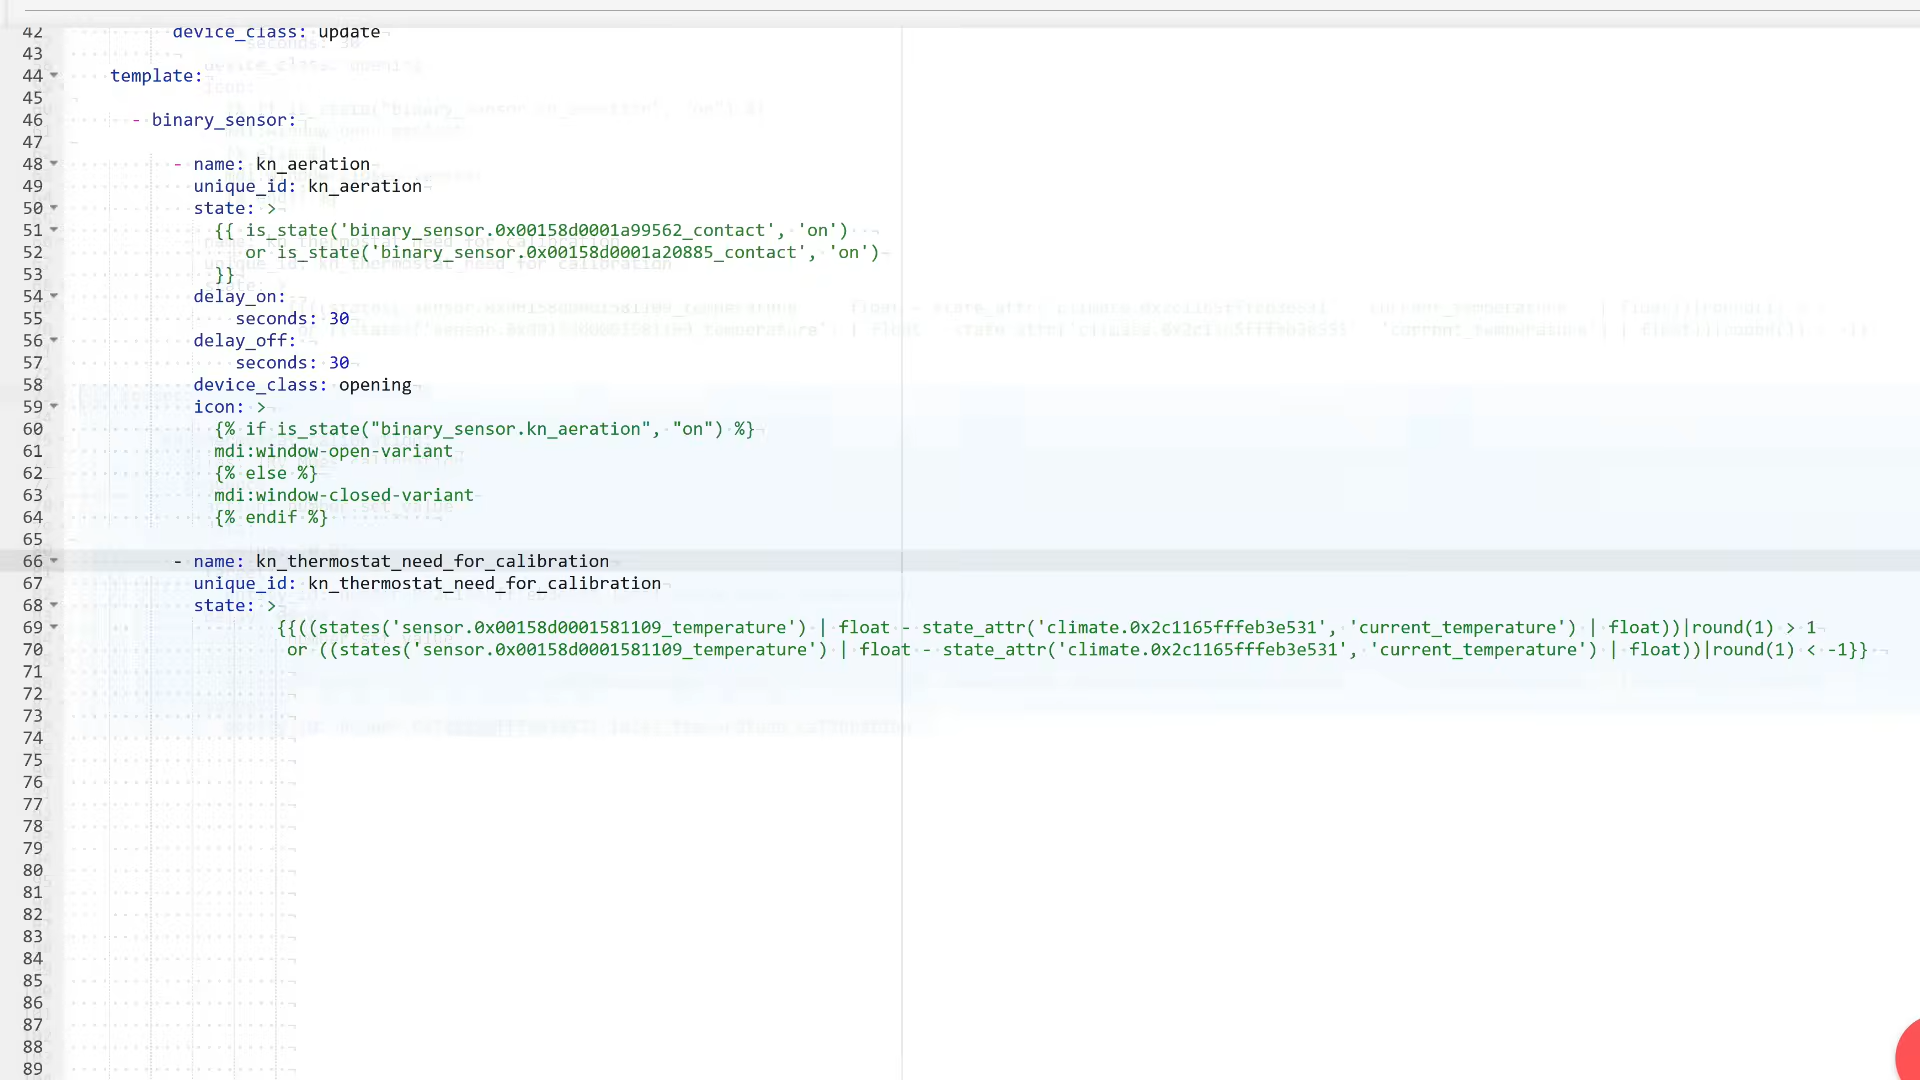 42 device_class: update
43
44 template:
45
46 - binary_sensor:
47
48 - name: kn_aeration
49 unique_id: kn_aeration
50 state: >
51 {{ is_state('binary_sensor.0x00158d0001a99562_contact', 'on')
52 or is_state('binary_sensor.0x00158d0001a20885_contact', 'on')
53 }}
54 delay_on:
55 seconds: 30
56 delay_off:
57 seconds: 30
58 device_class: opening
59 icon: >
60 {% if is_state("binary_sensor.kn_aeration", "on") %}
61 mdi:window-open-variant
62 {% else %}
63 mdi:window-closed-variant
64 {% endif %}
65
66 - name: kn_thermostat_need_for_calibration
67 unique_id: kn_thermostat_need_for_calibration
68 state: >
69 {{((states('sensor.0x00158d0001581109_temperature') | float - state_attr('climate.0x2c1165fffeb3e531', 'current_temperature') | float))|round(1) > 1
70 or ((states('sensor.0x00158d0001581109_temperature') | float - state_attr('climate.0x2c1165fffeb3e531', 'current_temperature') | float))|round(1) < -1}}
71
72
73
74
75
76
77
78
79
80
81
82
83
84
85
86
87
88
89